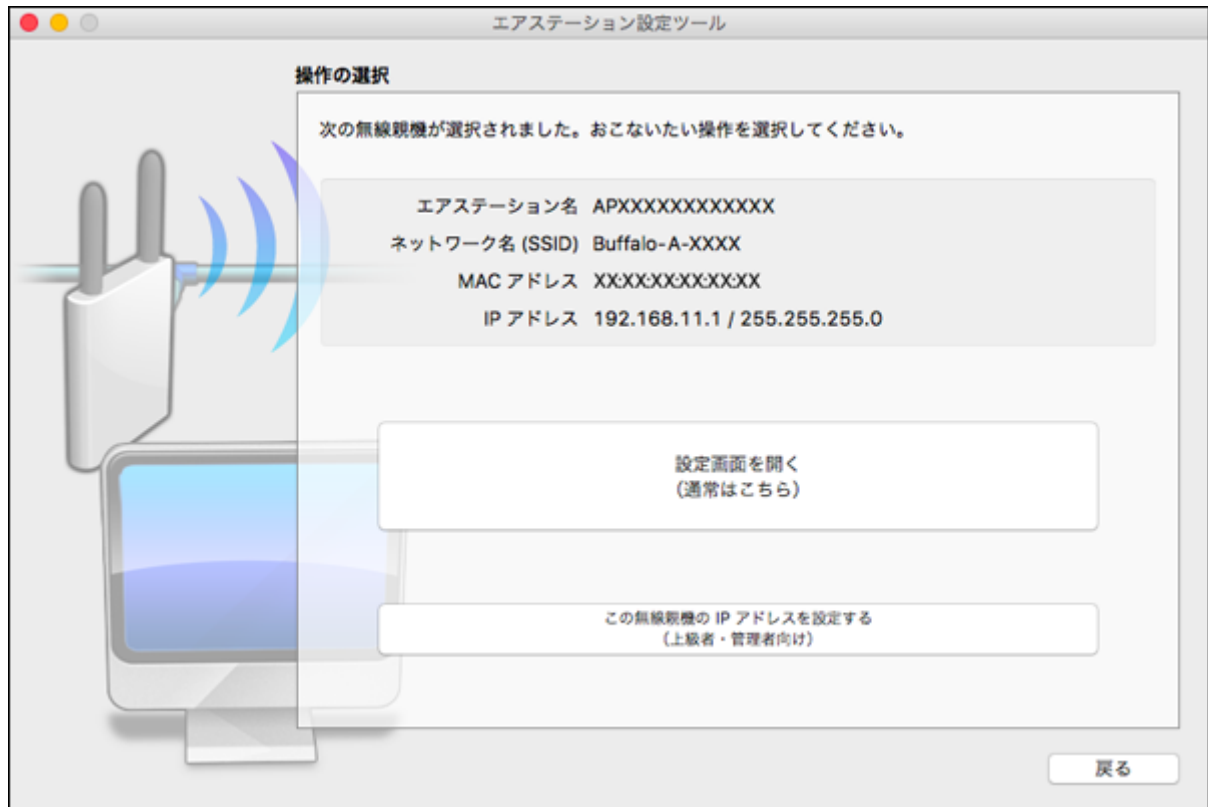 エアステーション設定ツール
操作の選択
次の無線親機が選択されました。おこないたい操作を選択してください。
エアステーション名 APXXXXXXXXXXXX
ネットワーク名 (SSID) Buffalo-A-XXXX
MAC アドレス XX:XX:XX:XX:XX:XX
IP アドレス 192.168.11.1 / 255.255.255.0
設定画面を開く
(通常はこちら)
この無線親機の IP アドレスを設定する
(上級者・管理者向け)
戻る